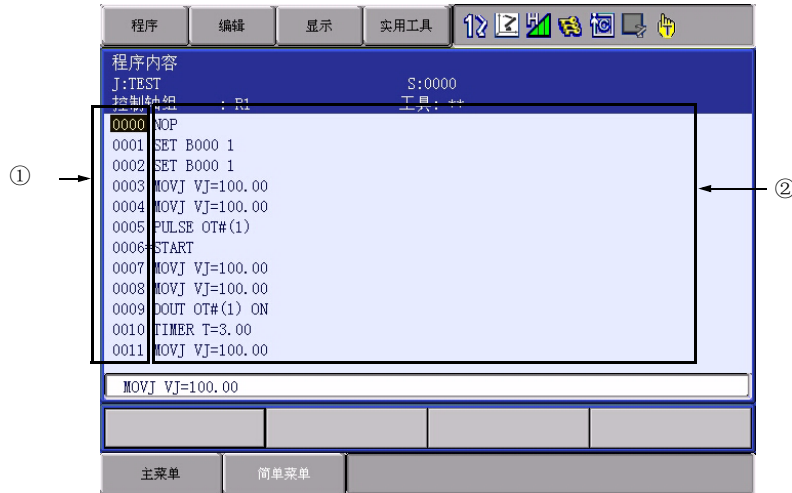 程序 编辑 显示 实用工具
程序内容
J:TEST S:0000
控制轴组 : R1 工具: **
0000 NOP
0001 SET B000 1
0002 SET B000 1
0003 MOVJ VJ=100.00
0004 MOVJ VJ=100.00
0005 PULSE OT#(1)
0006*START
0007 MOVJ VJ=100.00
0008 MOVJ VJ=100.00
0009 DOUT OT#(1) ON
0010 TIMER T=3.00
0011 MOVJ VJ=100.00
① ②
MOVJ VJ=100.00
主菜单 简单菜单